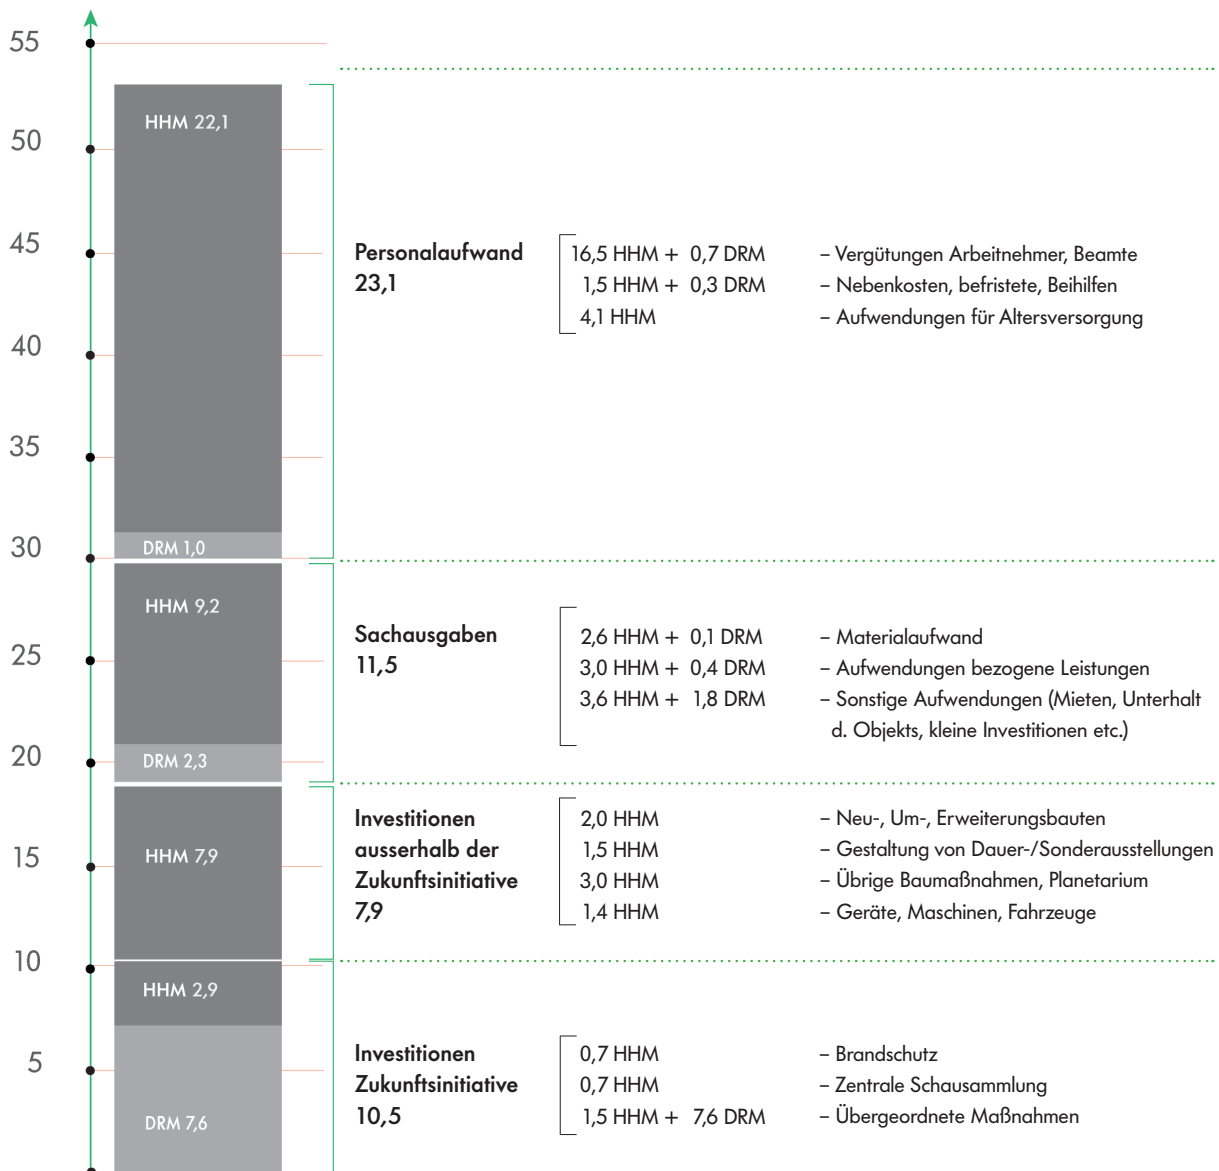 55
50
45
40
35
30
25
20
15
10
5
HHM 22,1
DRM 1,0
Personalaufwand
23,1
16,5 HHM + 0,7 DRM – Vergütungen Arbeitnehmer, Beamte
1,5 HHM + 0,3 DRM – Nebenkosten, befristete, Beihilfen
4,1 HHM – Aufwendungen für Altersversorgung
HHM 9,2
DRM 2,3
Sachausgaben
11,5
2,6 HHM + 0,1 DRM – Materialaufwand
3,0 HHM + 0,4 DRM – Aufwendungen bezogene Leistungen
3,6 HHM + 1,8 DRM – Sonstige Aufwendungen (Mieten, Unterhalt
d. Objekts, kleine Investitionen etc.)
HHM 7,9
Investitionen
ausserhalb der
Zukunftsinitiative
7,9
2,0 HHM – Neu-, Um-, Erweiterungsbauten
1,5 HHM – Gestaltung von Dauer-/Sonderausstellungen
3,0 HHM – Übrige Baumaßnahmen, Planetarium
1,4 HHM – Geräte, Maschinen, Fahrzeuge
HHM 2,9
DRM 7,6
Investitionen
Zukunftsinitiative
10,5
0,7 HHM – Brandschutz
0,7 HHM – Zentrale Schausammlung
1,5 HHM + 7,6 DRM – Übergeordnete Maßnahmen